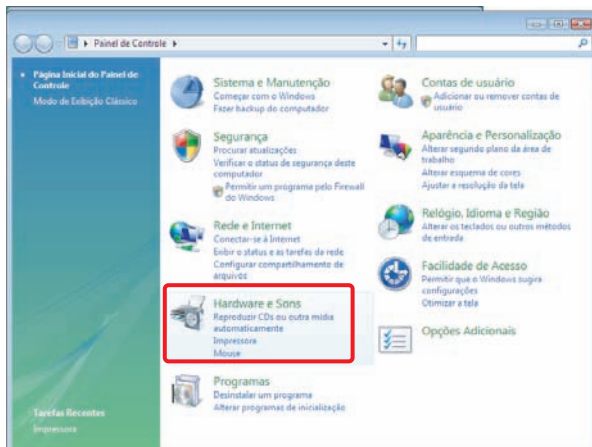 Painel de Controle
Página Inicial do Painel de
Controle
Modo de Exibição Clássico
Sistema e Manutenção
Começar com o Windows
Fazer backup do computador
Segurança
Procurar atualizações
Verificar o status de segurança deste
computador
Permitir um programa pelo Firewall
do Windows
Rede e Internet
Conectar-se à Internet
Exibir o status e as tarefas da rede
Configurar compartilhamento de
arquivos
Hardware e Sons
Reproduzir CDs ou outra mídia
automaticamente
Impressora
Mouse
Programas
Desinstalar um programa
Alterar programas de inicialização
Contas de usuário
Adicionar ou remover contas de
usuário
Aparência e Personalização
Alterar segundo plano da área de
trabalho
Alterar esquema de cores
Ajustar a resolução da tela
Relógio, Idioma e Região
Alterar os teclados ou outros métodos
de entrada
Facilidade de Acesso
Permitir que o Windows sugira
configurações
Otimizar a tela
Opções Adicionais
Tarefas Recentes
Impressora